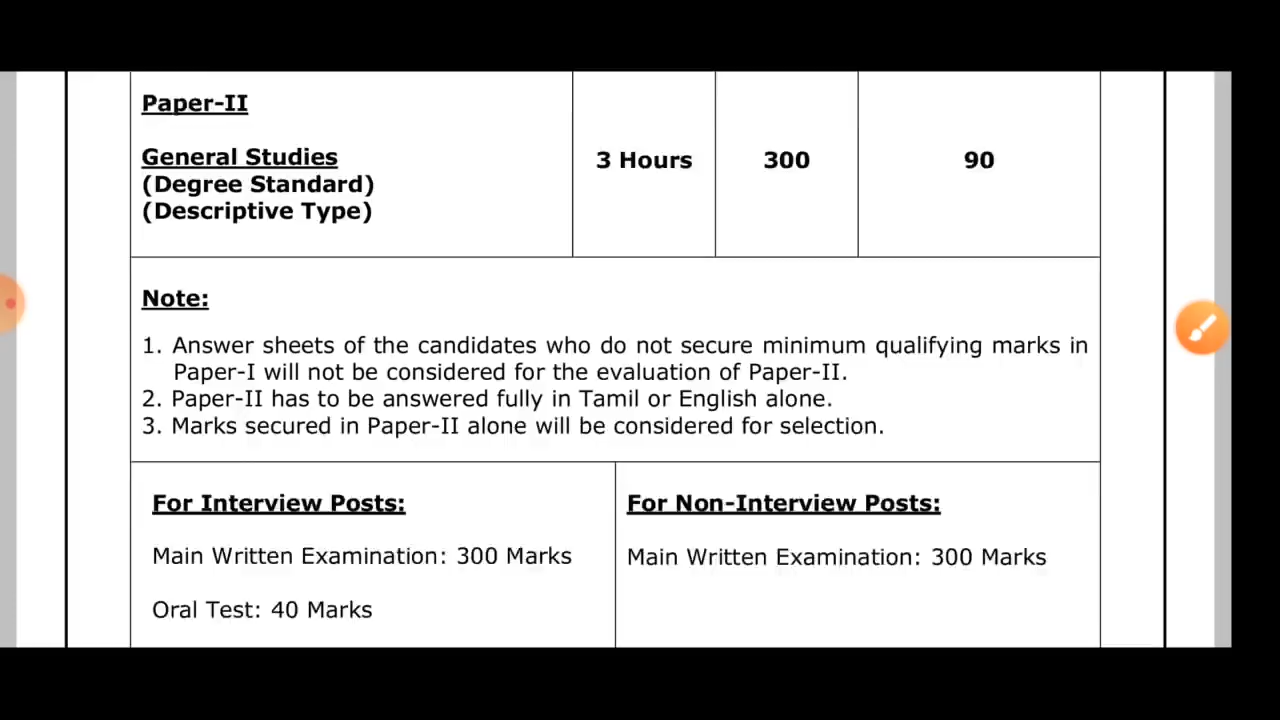 Paper-II
General Studies
(Degree Standard)
(Descriptive Type)
3 Hours
300
90
Note:
1. Answer sheets of the candidates who do not secure minimum qualifying marks in
Paper-I will not be considered for the evaluation of Paper-II.
2. Paper-II has to be answered fully in Tamil or English alone.
3. Marks secured in Paper-II alone will be considered for selection.
For Interview Posts:
Main Written Examination: 300 Marks
Oral Test: 40 Marks
For Non-Interview Posts:
Main Written Examination: 300 Marks